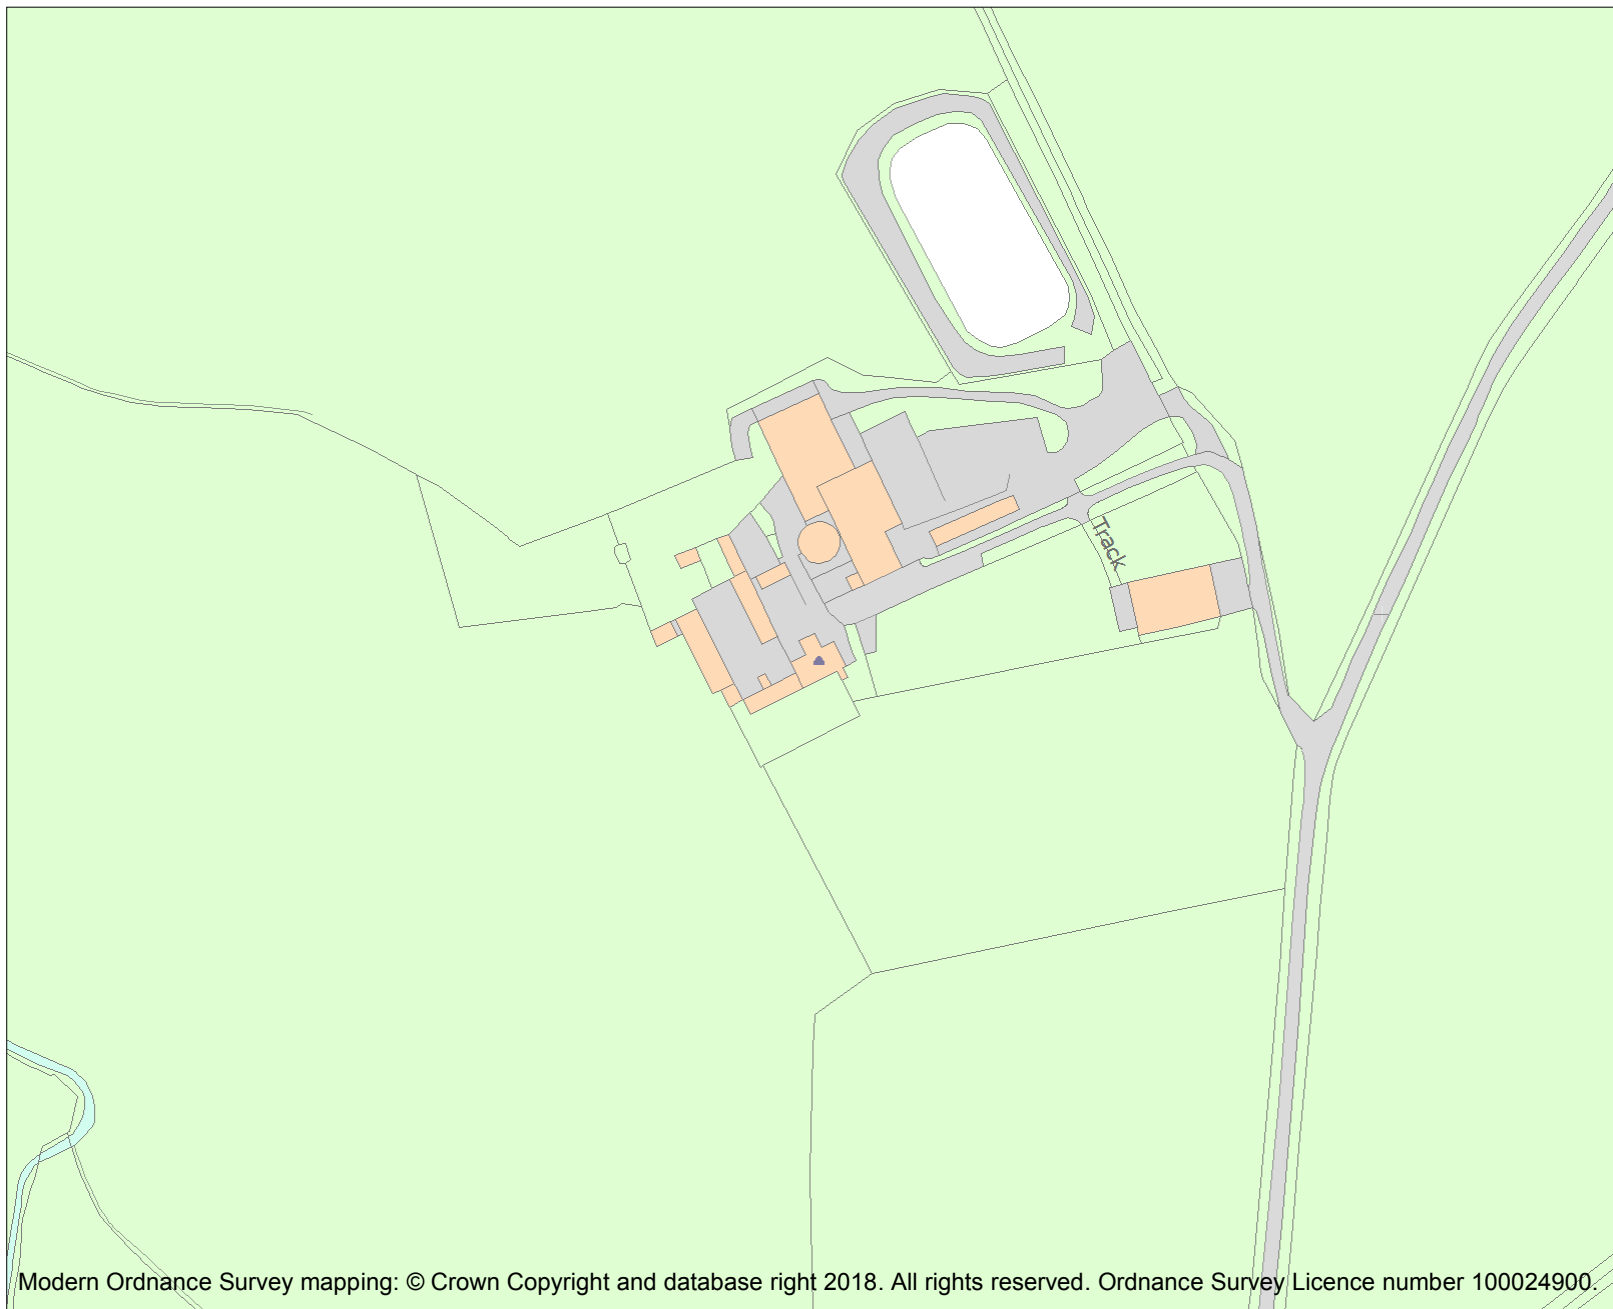 Track
Modern Ordnance Survey mapping: © Crown Copyright and database right 2018. All rights reserved. Ordnance Survey Licence number 100024900.